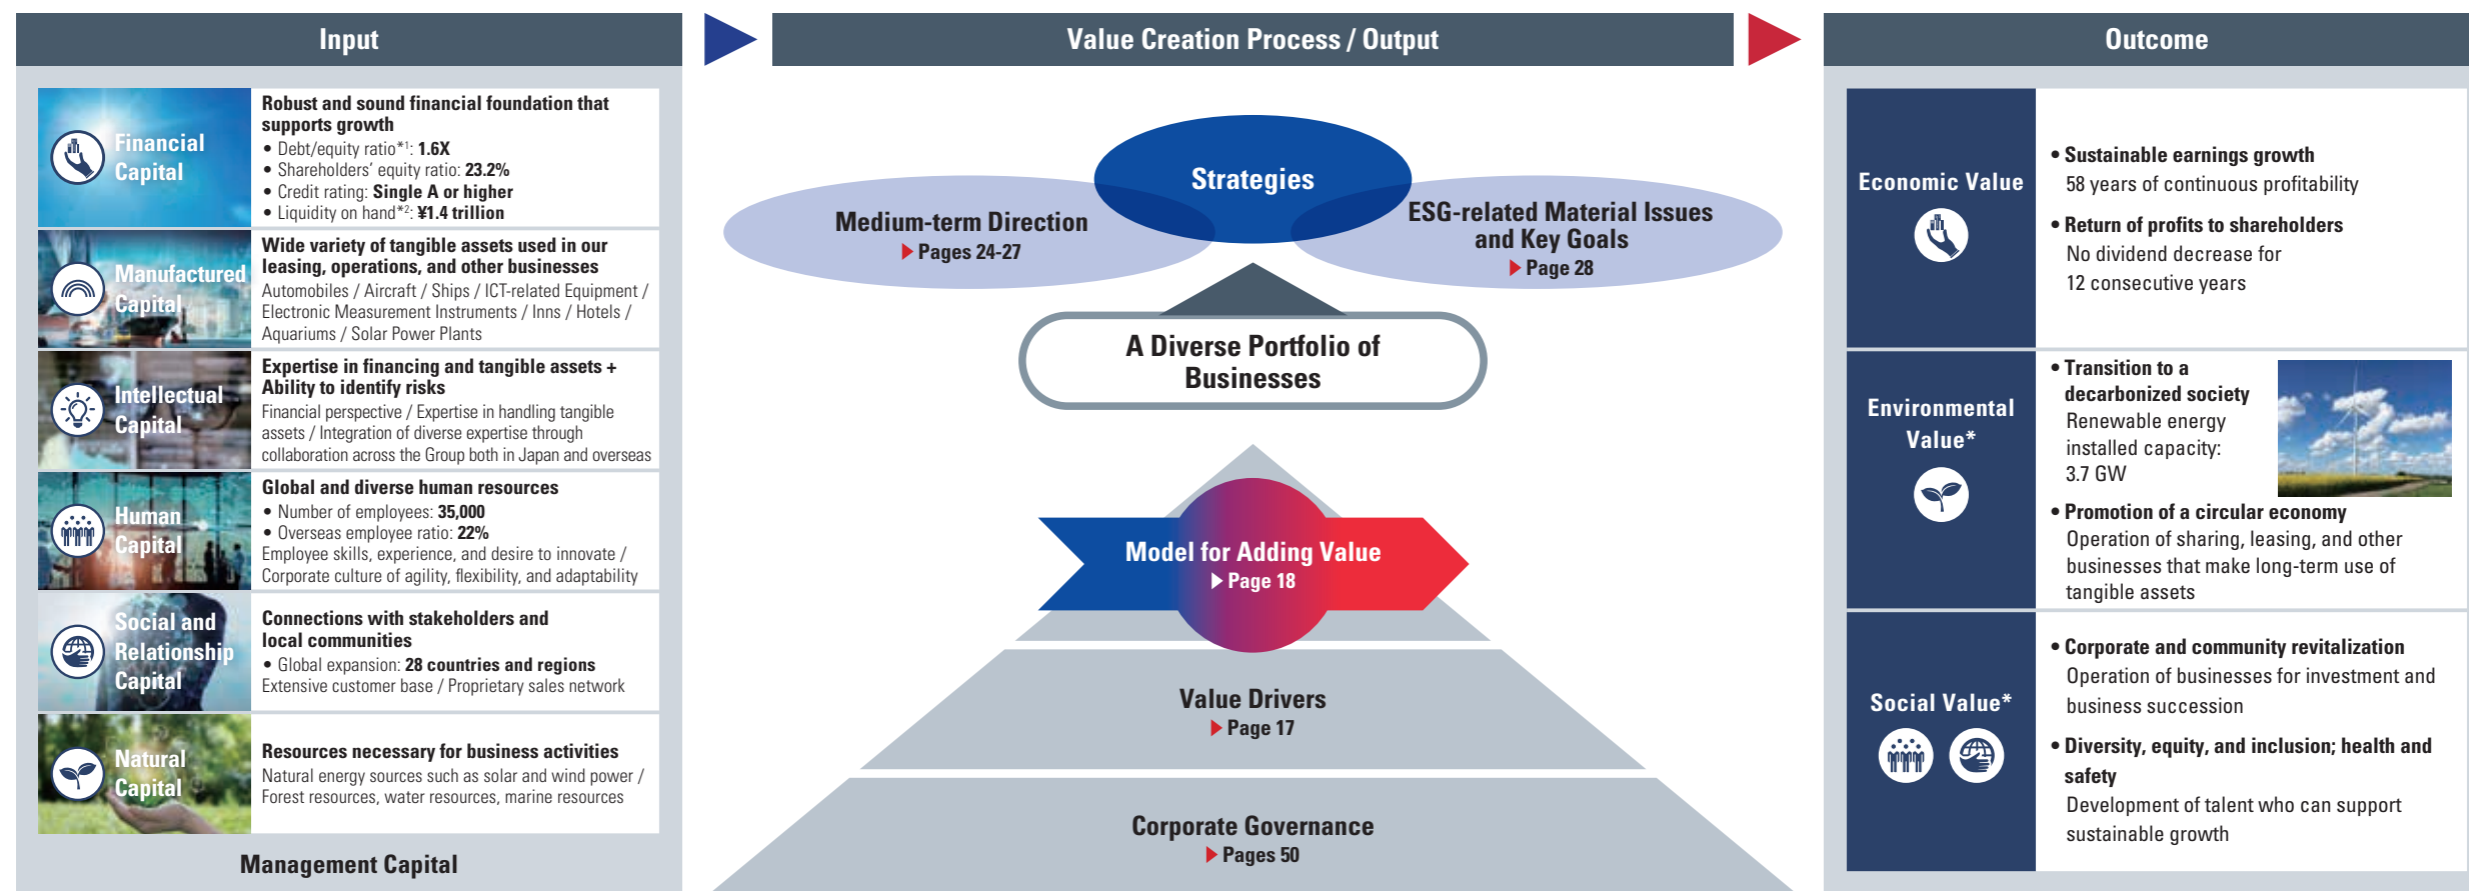 Input
Financial
Capital
Robust and sound financial foundation that
supports growth
• Debt/equity ratio*1: 1.6X
• Shareholders’ equity ratio: 23.2%
• Credit rating: Single A or higher
• Liquidity on hand*2: ¥1.4 trillion
Manufactured
Capital
Wide variety of tangible assets used in our
leasing, operations, and other businesses
Automobiles / Aircraft / Ships / ICT-related Equipment /
Electronic Measurement Instruments / Inns / Hotels /
Aquariums / Solar Power Plants
Intellectual
Capital
Expertise in financing and tangible assets +
Ability to identify risks
Financial perspective / Expertise in handling tangible
assets / Integration of diverse expertise through
collaboration across the Group both in Japan and overseas
Human
Capital
Global and diverse human resources
• Number of employees: 35,000
• Overseas employee ratio: 22%
Employee skills, experience, and desire to innovate /
Corporate culture of agility, flexibility, and adaptability
Social and
Relationship
Capital
Connections with stakeholders and
local communities
• Global expansion: 28 countries and regions
Extensive customer base / Proprietary sales network
Natural
Capital
Resources necessary for business activities
Natural energy sources such as solar and wind power /
Forest resources, water resources, marine resources
Management Capital
Value Creation Process / Output
Strategies
Medium-term Direction
Pages 24-27
ESG-related Material Issues
and Key Goals
Page 28
A Diverse Portfolio of
Businesses
Model for Adding Value
Page 18
Value Drivers
Page 17
Corporate Governance
Pages 50
Outcome
Economic Value
• Sustainable earnings growth
58 years of continuous profitability
• Return of profits to shareholders
No dividend decrease for
12 consecutive years
Environmental
Value*
• Transition to a
decarbonized society
Renewable energy
installed capacity:
3.7 GW
• Promotion of a circular economy
Operation of sharing, leasing, and other
businesses that make long-term use of
tangible assets
Social Value*
• Corporate and community revitalization
Operation of businesses for investment and
business succession
• Diversity, equity, and inclusion; health and
safety
Development of talent who can support
sustainable growth